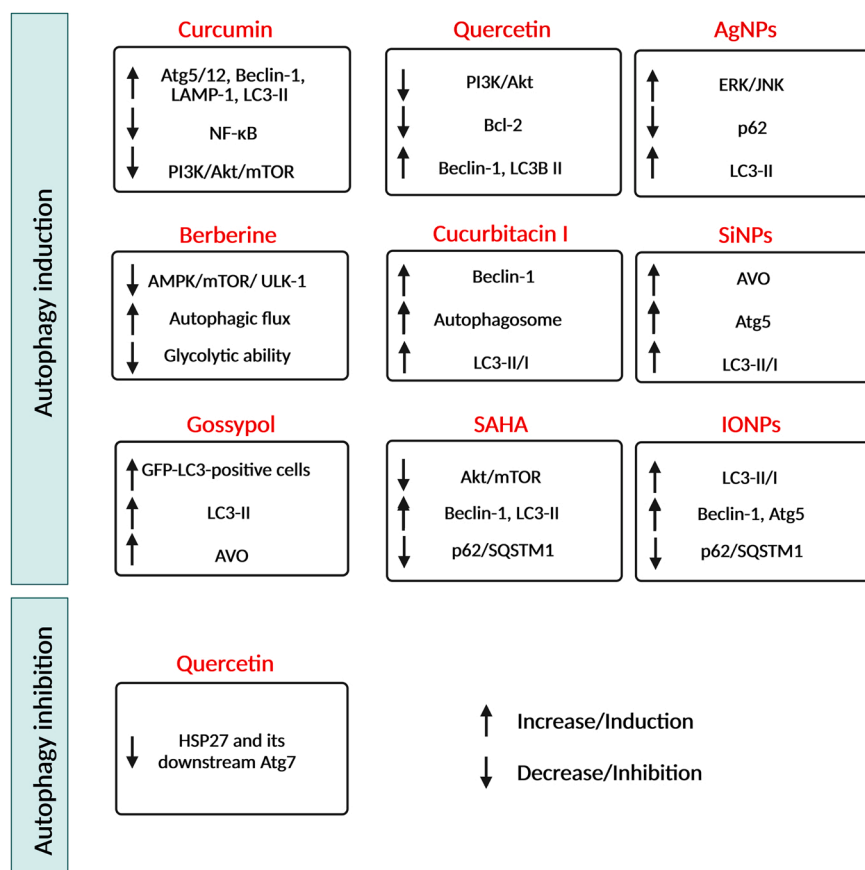 Autophagy induction
Curcumin
Atg5/12, Beclin-1,
LAMP-1, LC3-II
NF-κB
PI3K/Akt/mTOR
Quercetin
PI3K/Akt
Bcl-2
Beclin-1, LC3B II
AgNPs
ERK/JNK
p62
LC3-II
Berberine
AMPK/mTOR/ ULK-1
Autophagic flux
Glycolytic ability
Cucurbitacin I
Beclin-1
Autophagosome
LC3-II/I
SiNPs
AVO
Atg5
LC3-II/I
Gossypol
GFP-LC3-positive cells
LC3-II
AVO
SAHA
Akt/mTOR
Beclin-1, LC3-II
p62/SQSTM1
IONPs
LC3-II/I
Beclin-1, Atg5
p62/SQSTM1
Autophagy inhibition
Quercetin
HSP27 and its
downstream Atg7
Increase/Induction
Decrease/Inhibition